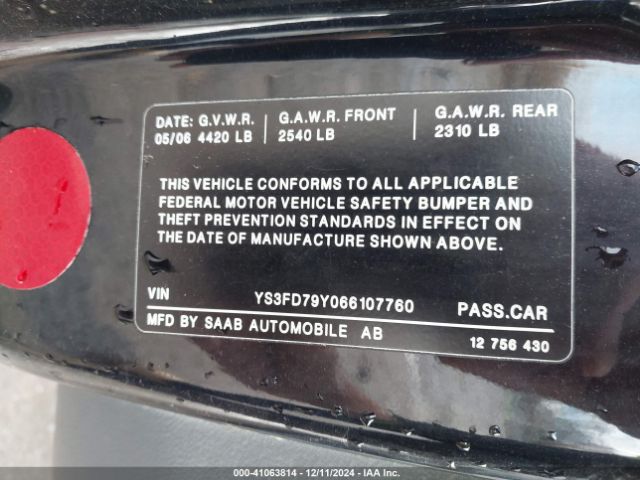 DATE: G.V.W.R. G.A.W.R. FRONT G.A.W.R. REAR
05/06 4420 LB 2540 LB 2310 LB
THIS VEHICLE CONFORMS TO ALL APPLICABLE
FEDERAL MOTOR VEHICLE SAFETY BUMPER AND
THEFT PREVENTION STANDARDS IN EFFECT ON
THE DATE OF MANUFACTURE SHOWN ABOVE.
VIN YS3FD79Y066107760 PASS.CAR
MFD BY SAAB AUTOMOBILE AB 12 756 430
000-41063814 - 12/11/2024 - IAA Inc.